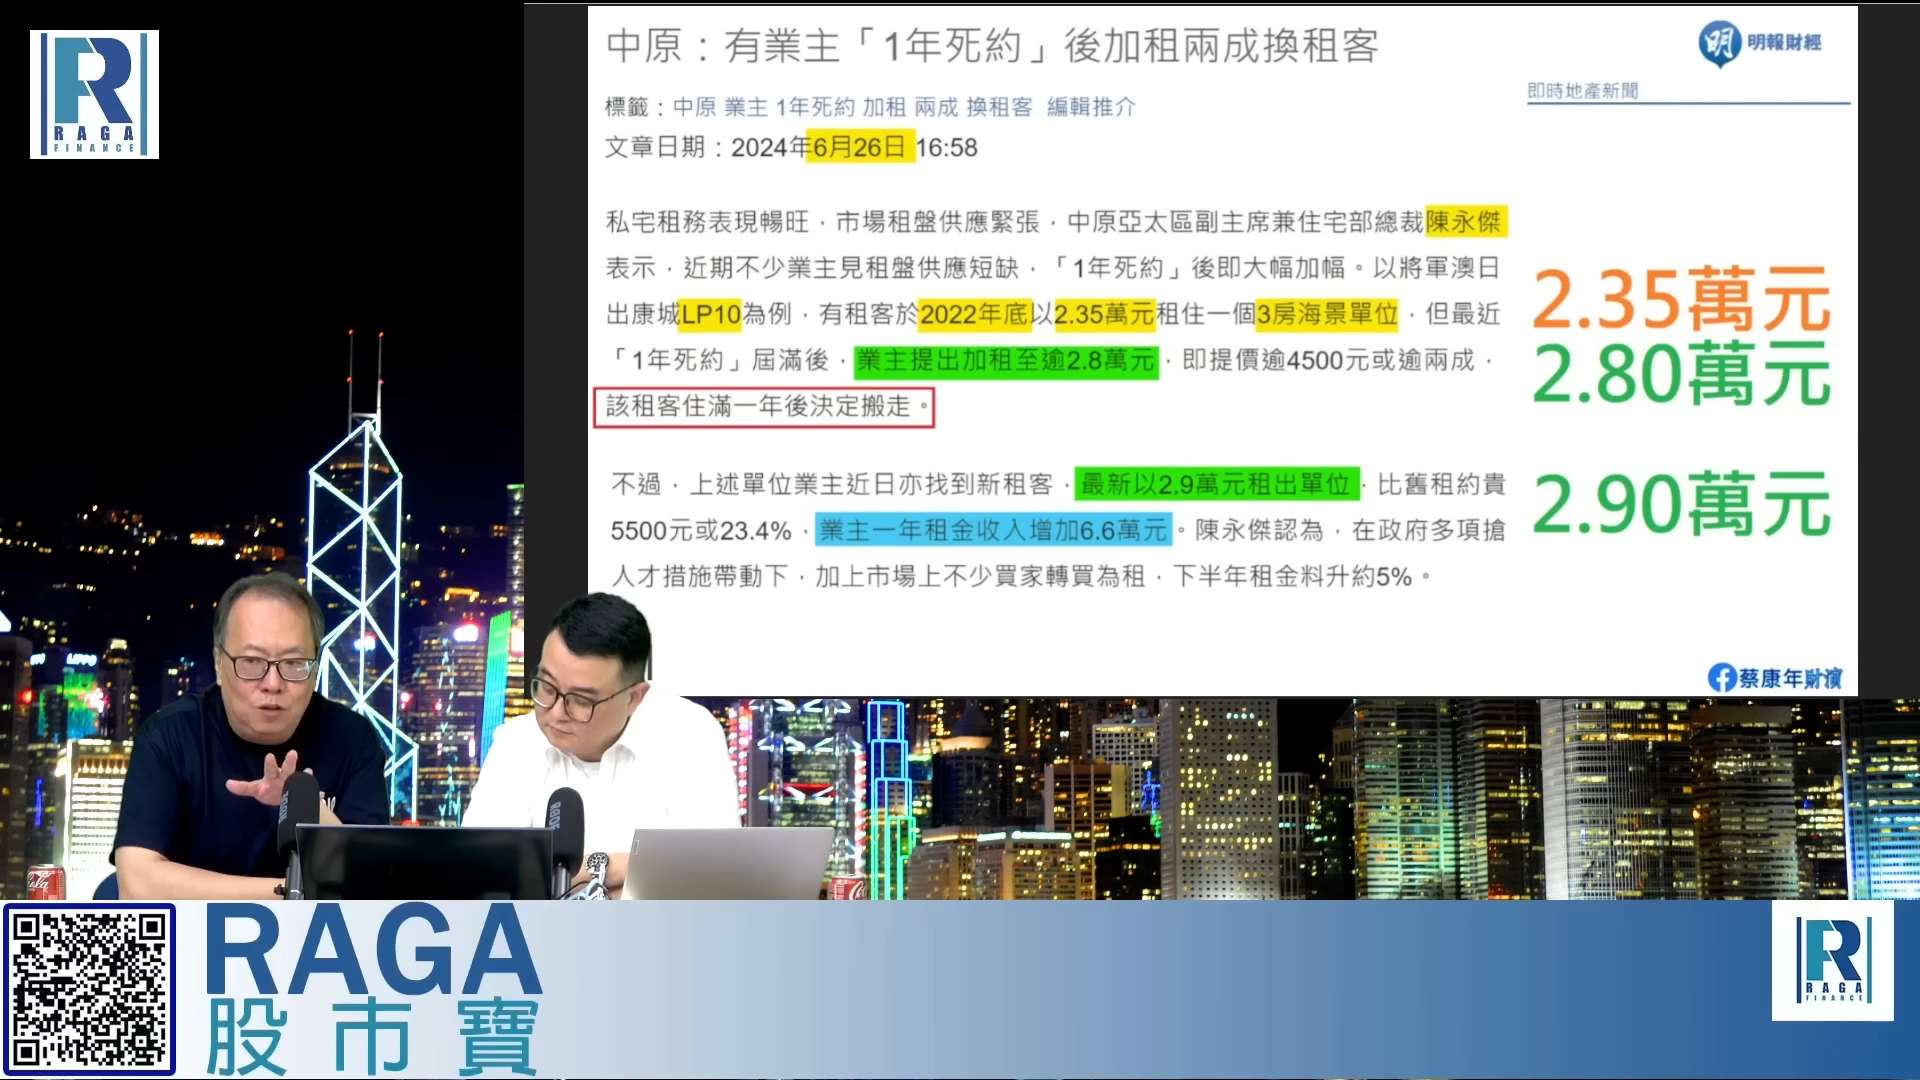 RAGA
FINANCE
中原：有業主「1年死約」後加租兩成換租客
明 明報財經
即時地產新聞
標籤：中原 業主 1年死約 加租 兩成 換租客 編輯推介
文章日期：2024年6月26日 16:58
私宅租務表現暢旺，市場租盤供應緊張，中原亞太區副主席兼住宅部總裁陳永傑
表示，近期不少業主見租盤供應短缺，「1年死約」後即大幅加幅。以將軍澳日
出康城LP10為例，有租客於2022年底以2.35萬元租住一個3房海景單位，但最近
「1年死約」屆滿後，業主提出加租至逾2.8萬元，即提價逾4500元或逾兩成，
該租客住滿一年後決定搬走。
2.35萬元
2.80萬元
不過，上述單位業主近日亦找到新租客，最新以2.9萬元租出單位，比舊租約貴
5500元或23.4%，業主一年租金收入增加6.6萬元。陳永傑認為，在政府多項搶
人才措施帶動下，加上市場上不少買家轉買為租，下半年租金料升約5%。
2.90萬元
蔡康年財演
LIPPO
RAGA
股市寶
RAGA
FINANCE